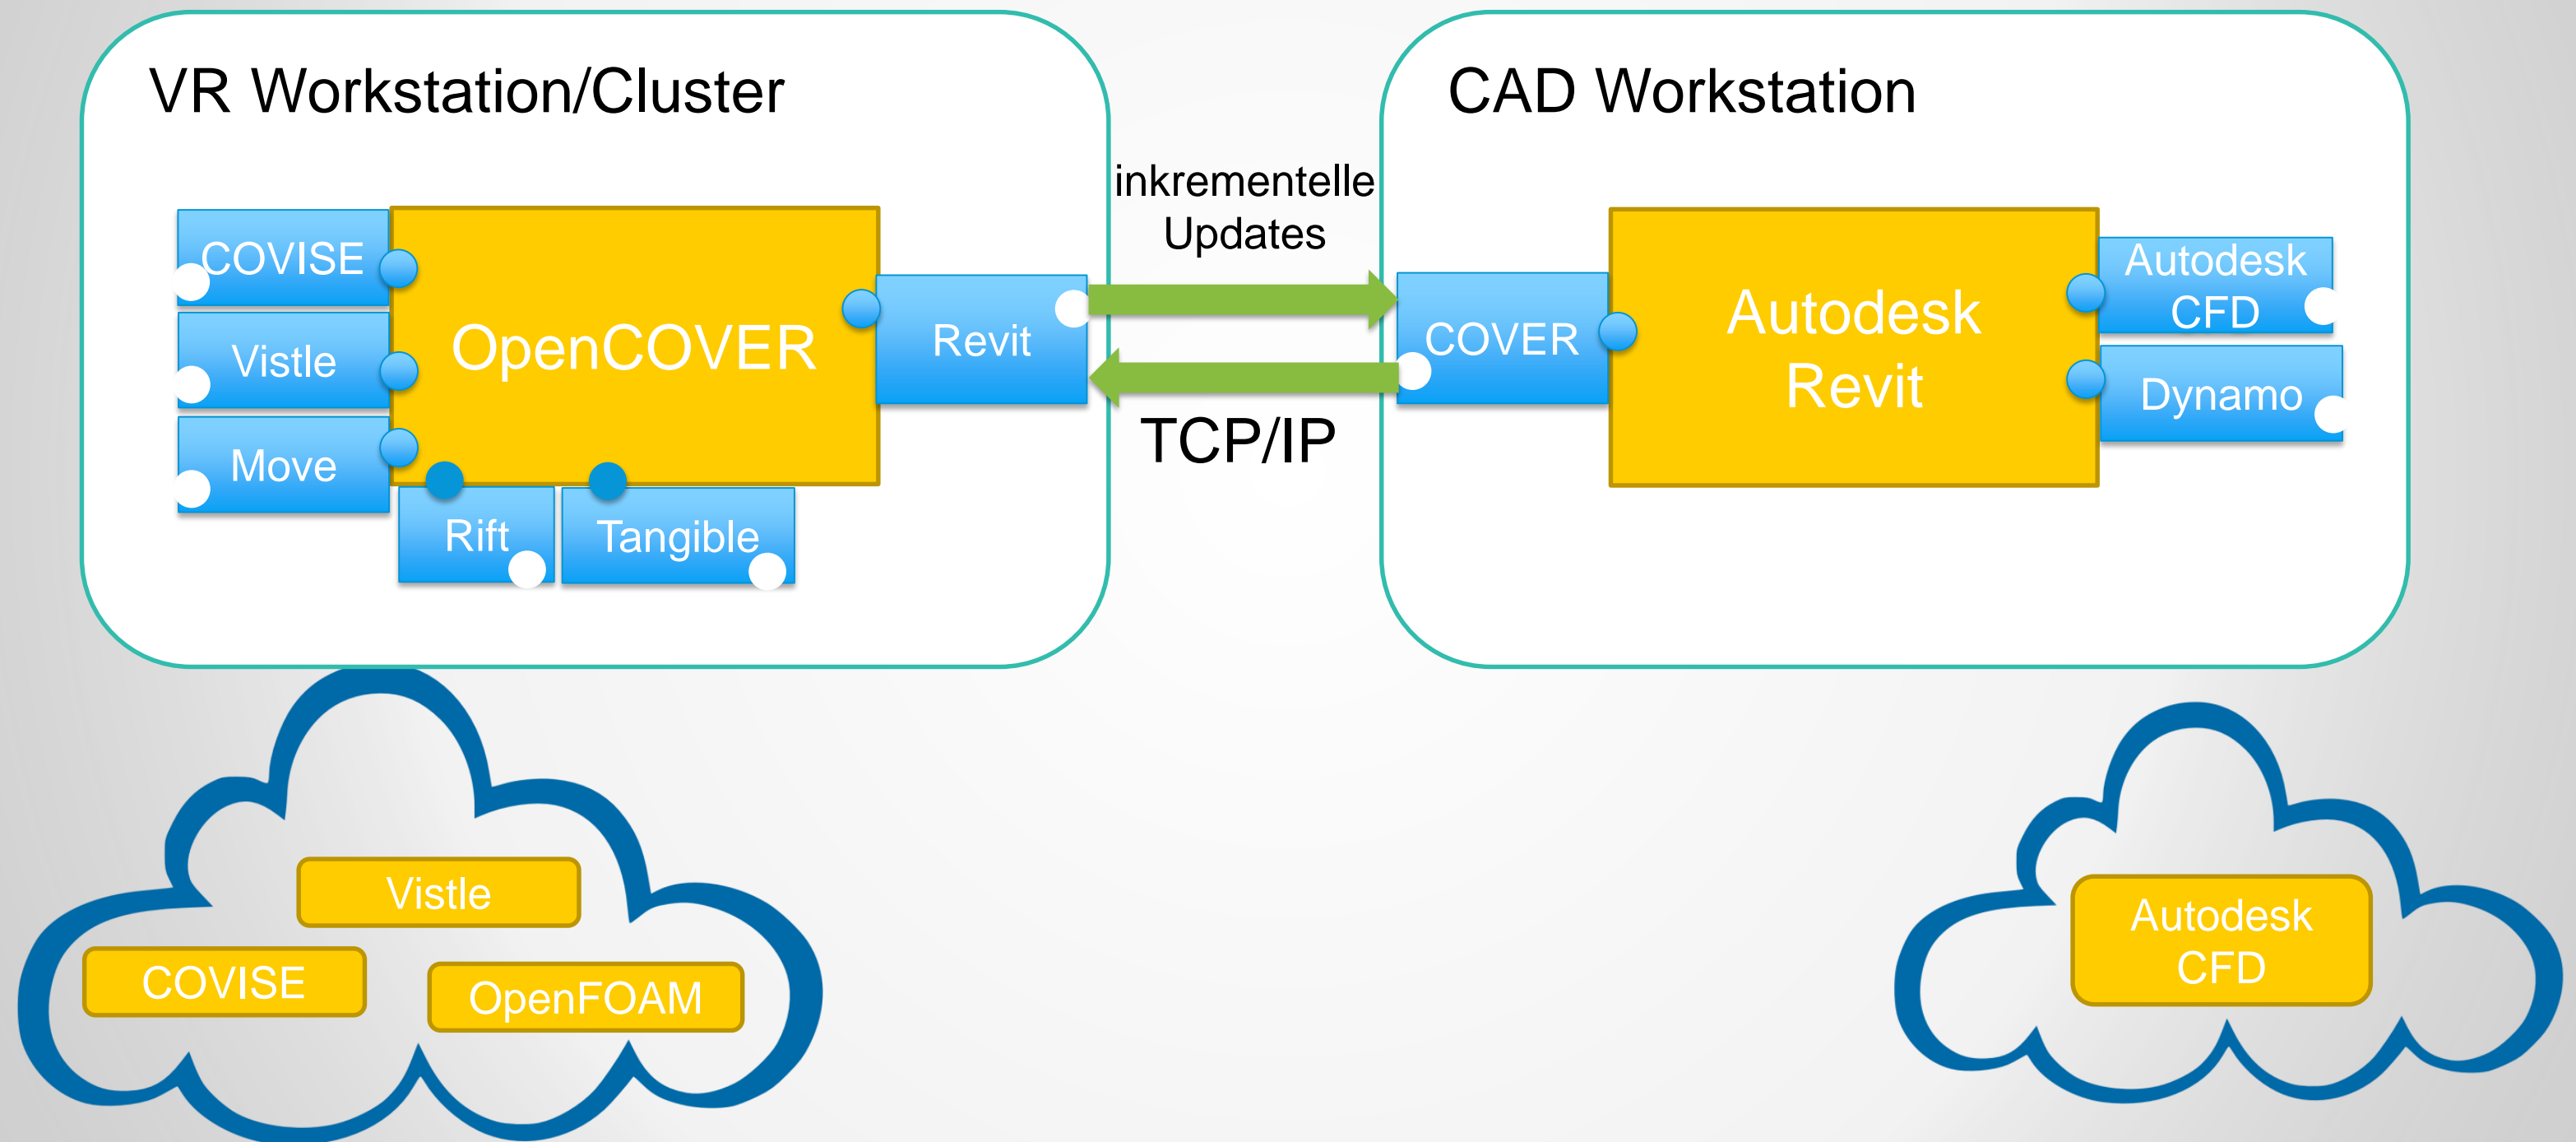 VR Workstation/Cluster
COVISE
Vistle
Move
OpenCOVER
Rift
Tangible
Revit
inkrementelle
Updates
TCP/IP
CAD Workstation
COVER
Autodesk
Revit
Autodesk
CFD
Dynamo
Vistle
COVISE
OpenFOAM
Autodesk
CFD